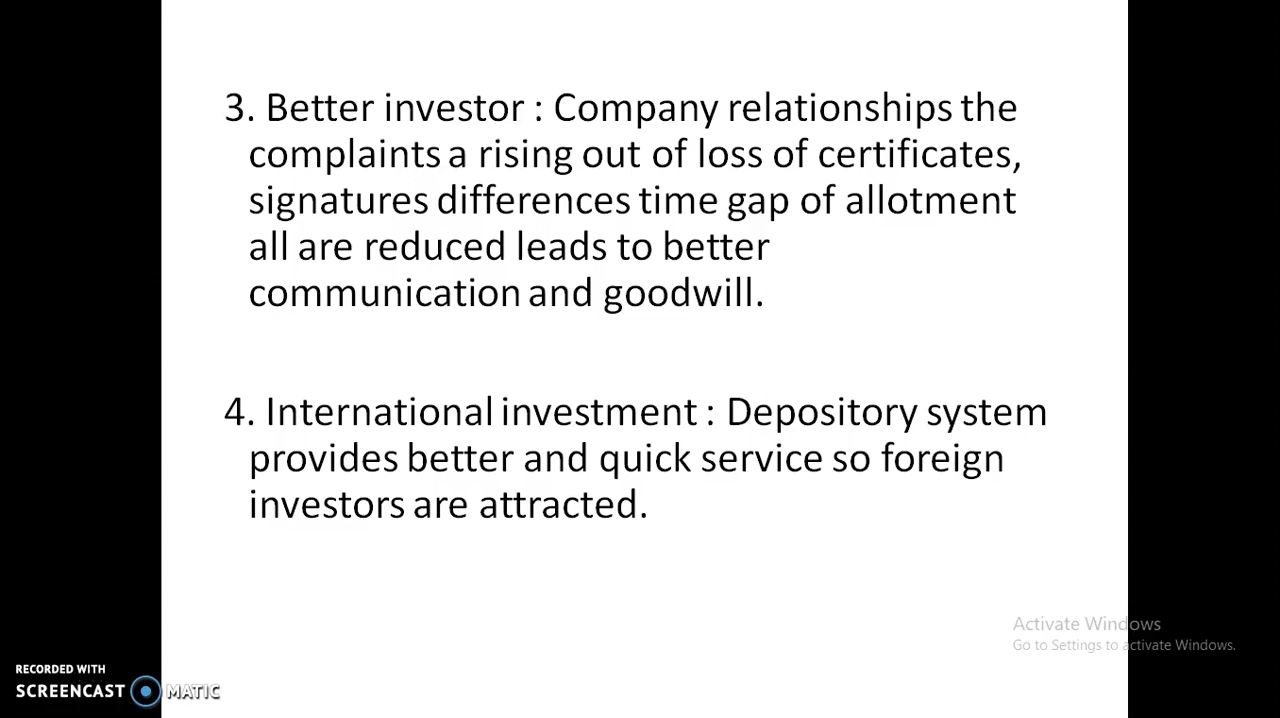 3. Better investor : Company relationships the
complaints a rising out of loss of certificates,
signatures differences time gap of allotment
all are reduced leads to better
communication and goodwill.
4. International investment : Depository system
provides better and quick service so foreign
investors are attracted.
Activate Windows
Go to Settings to activate Windows.
RECORDED WITH
SCREENCAST MATIC